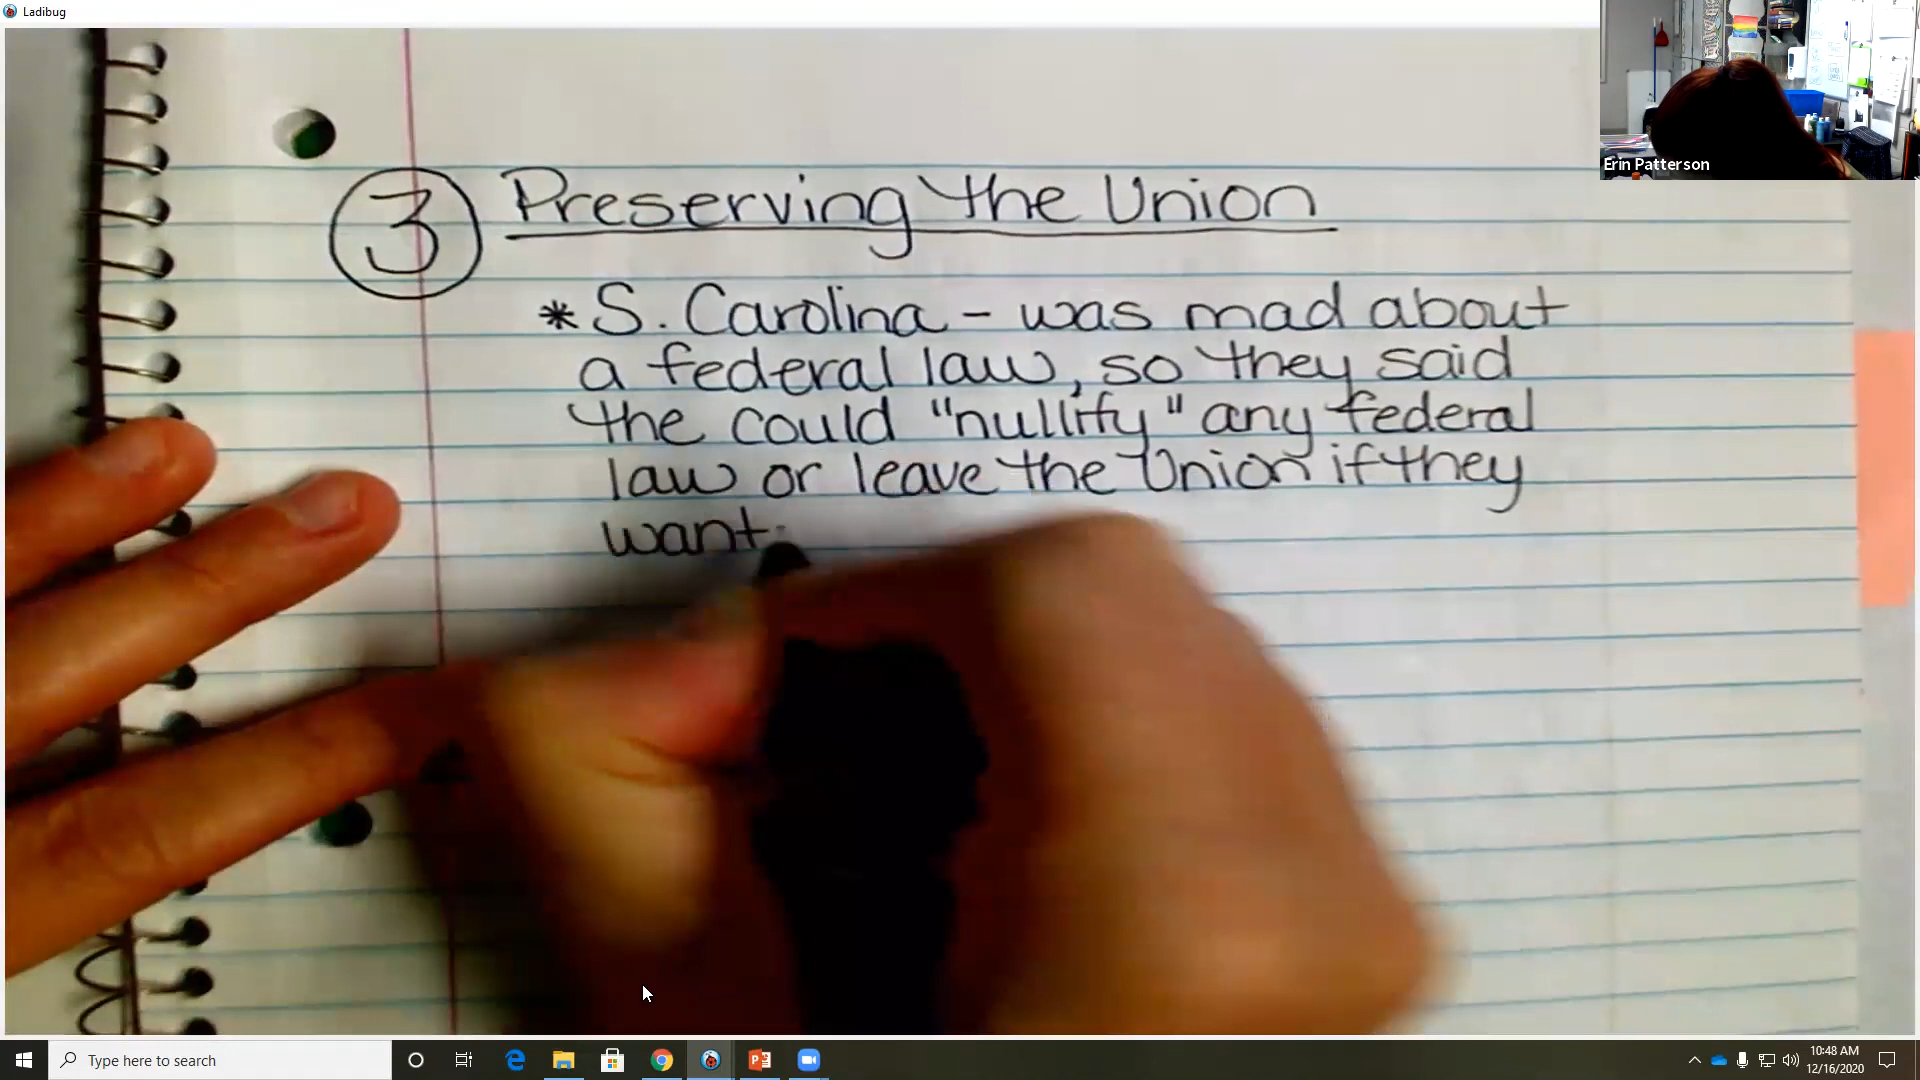 Ladibug
Erin Patterson
3 Preserving the Union
* S. Carolina - was mad about
a federal law, so they said
the could "nullify" any federal
law or leave the Union if they
want
Type here to search
10:48 AM
12/16/2020